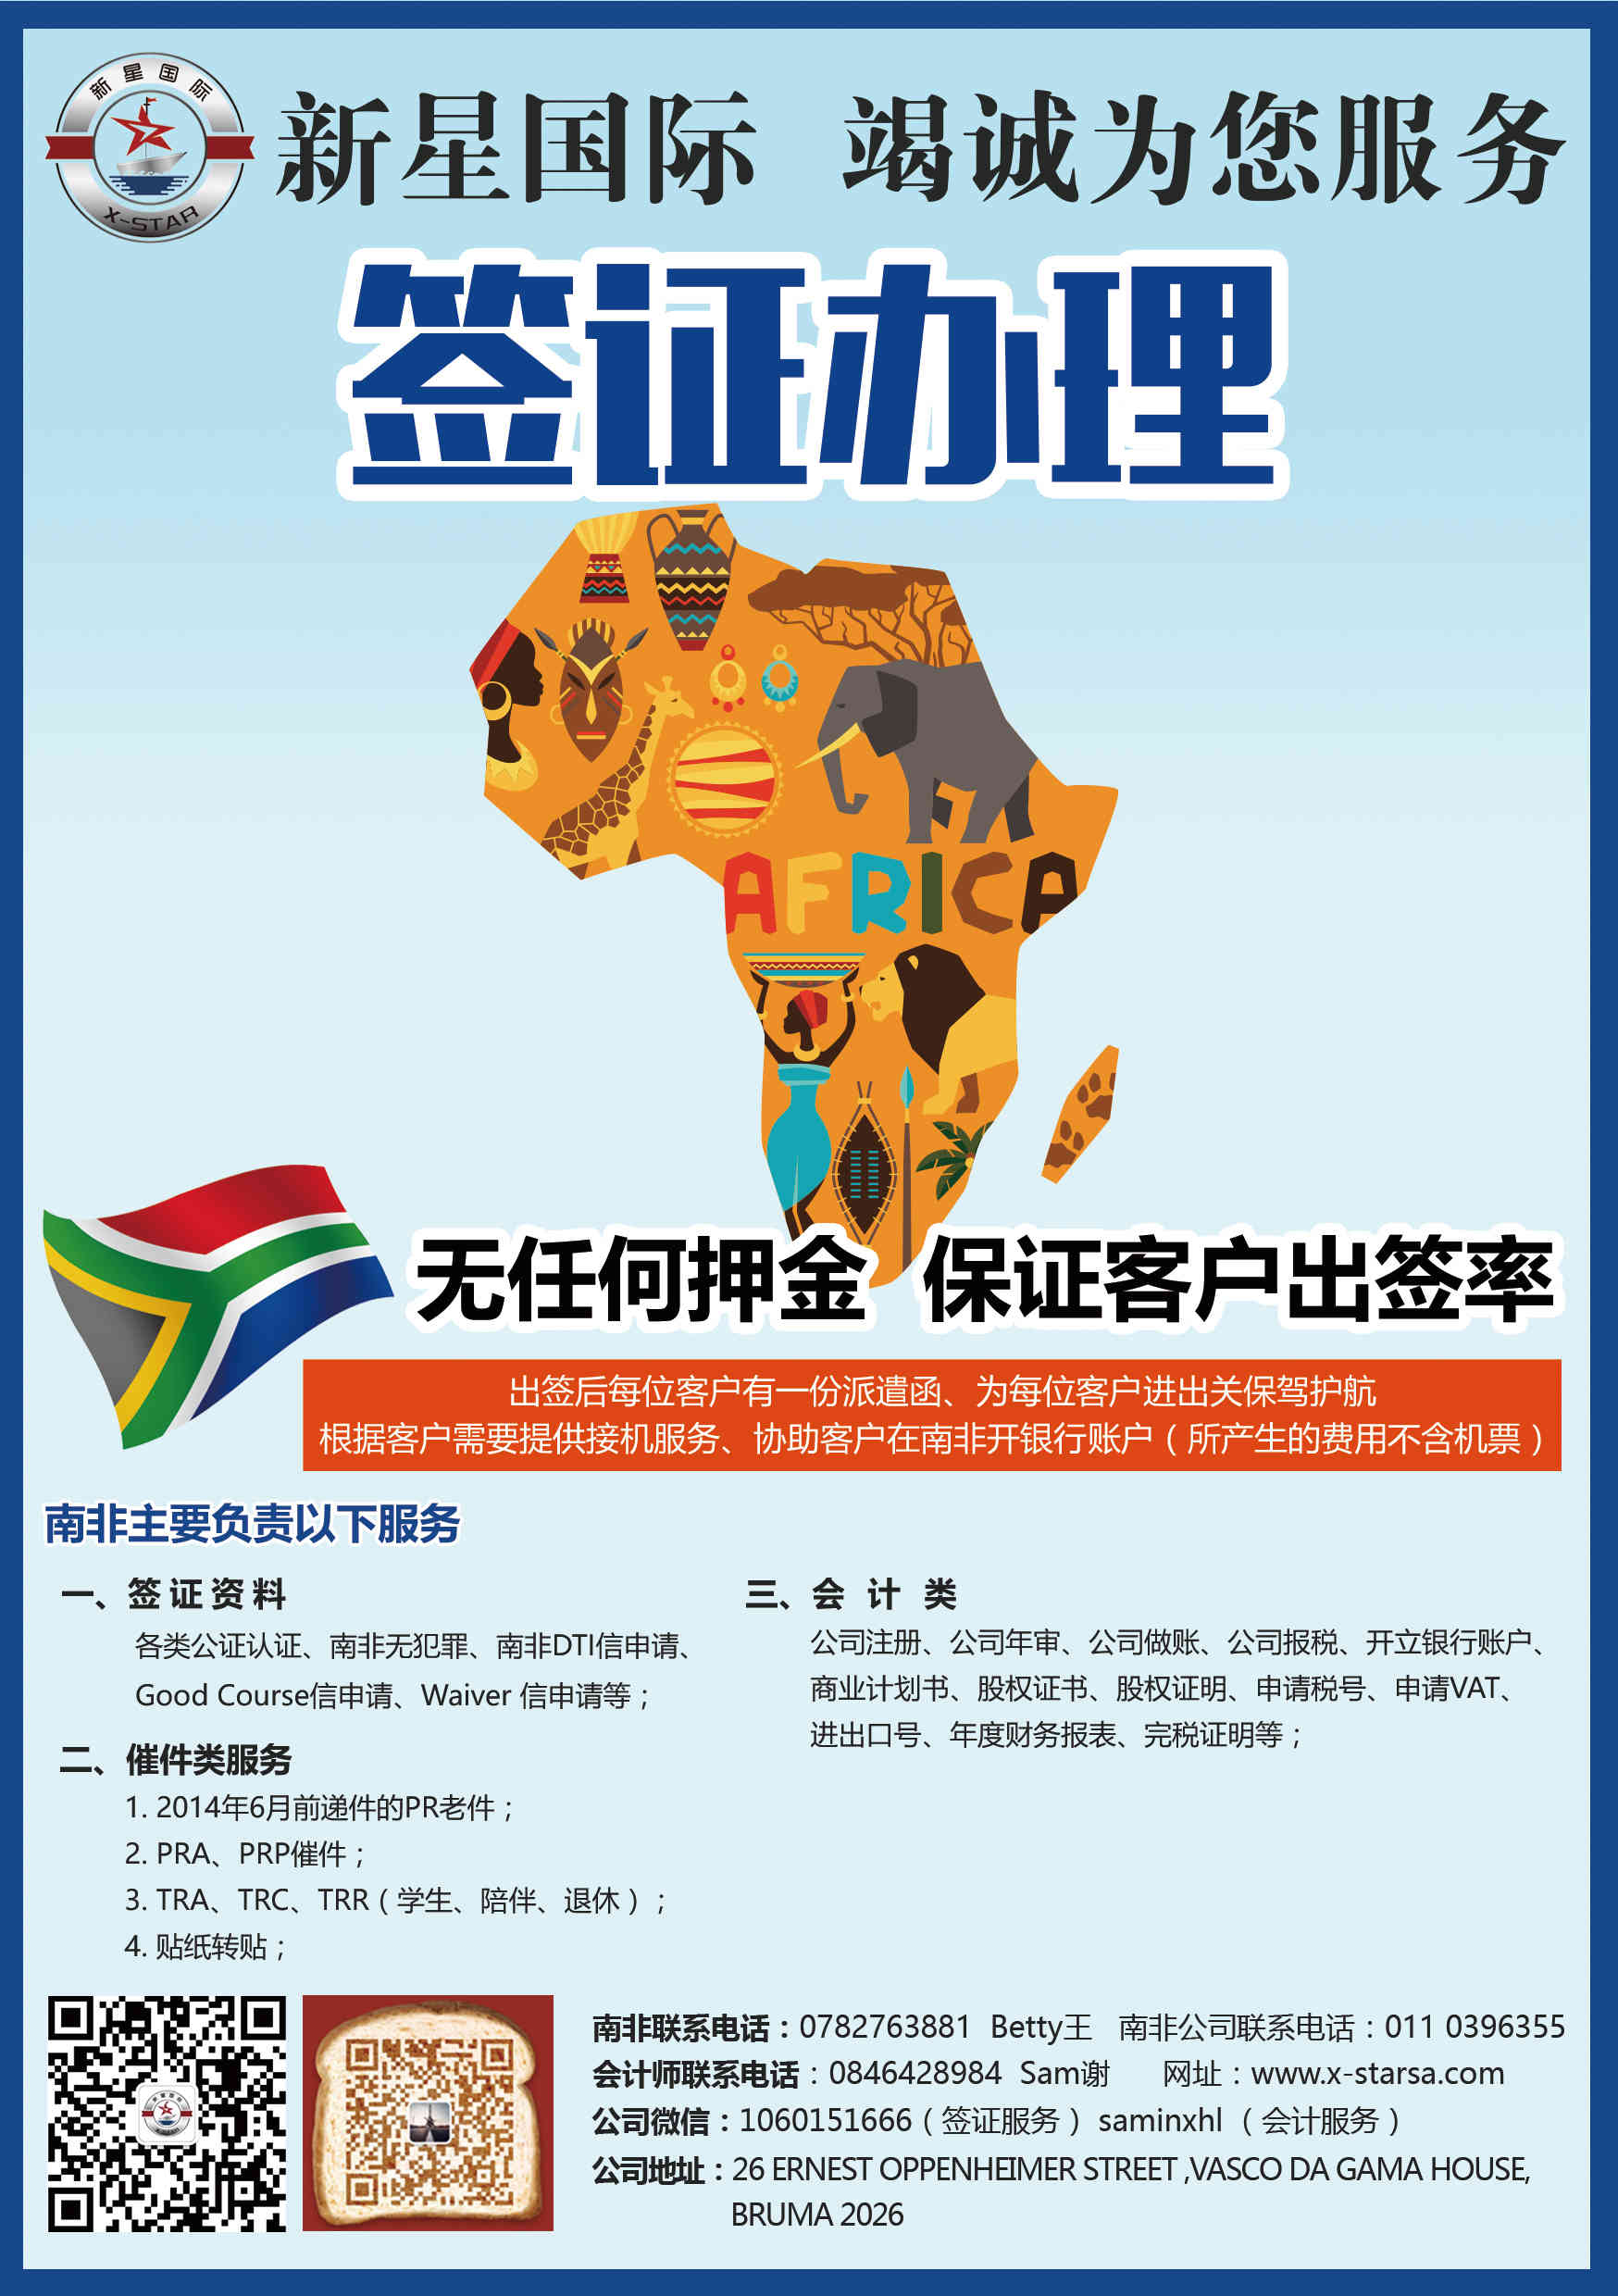 新星国际
X-STAR
新星国际 竭诚为您服务
签证办理
AFRICA
无任何押金 保证客户出签率
出签后每位客户有一份派遣函、为每位客户进出关保驾护航
根据客户需要提供接机服务、协助客户在南非开银行账户（所产生的费用不含机票）
南非主要负责以下服务
一、签证资料
各类公证认证、南非无犯罪、南非DTI信申请、
Good Course信申请、Waiver 信申请等；
二、催件类服务
1. 2014年6月前递件的PR老件；
2. PRA、PRP催件；
3. TRA、TRC、TRR（学生、陪伴、退休）；
4. 贴纸转贴；
三、会 计 类
公司注册、公司年审、公司做账、公司报税、开立银行账户、
商业计划书、股权证书、股权证明、申请税号、申请VAT、
进出口号、年度财务报表、完税证明等；
南非联系电话：0782763881 Betty王 南非公司联系电话：011 0396355
会计师联系电话：0846428984 Sam谢 网址：www.x-starsa.com
公司微信：1060151666（签证服务） saminxhl （会计服务）
公司地址：26 ERNEST OPPENHEIMER STREET ,VASCO DA GAMA HOUSE,
BRUMA 2026